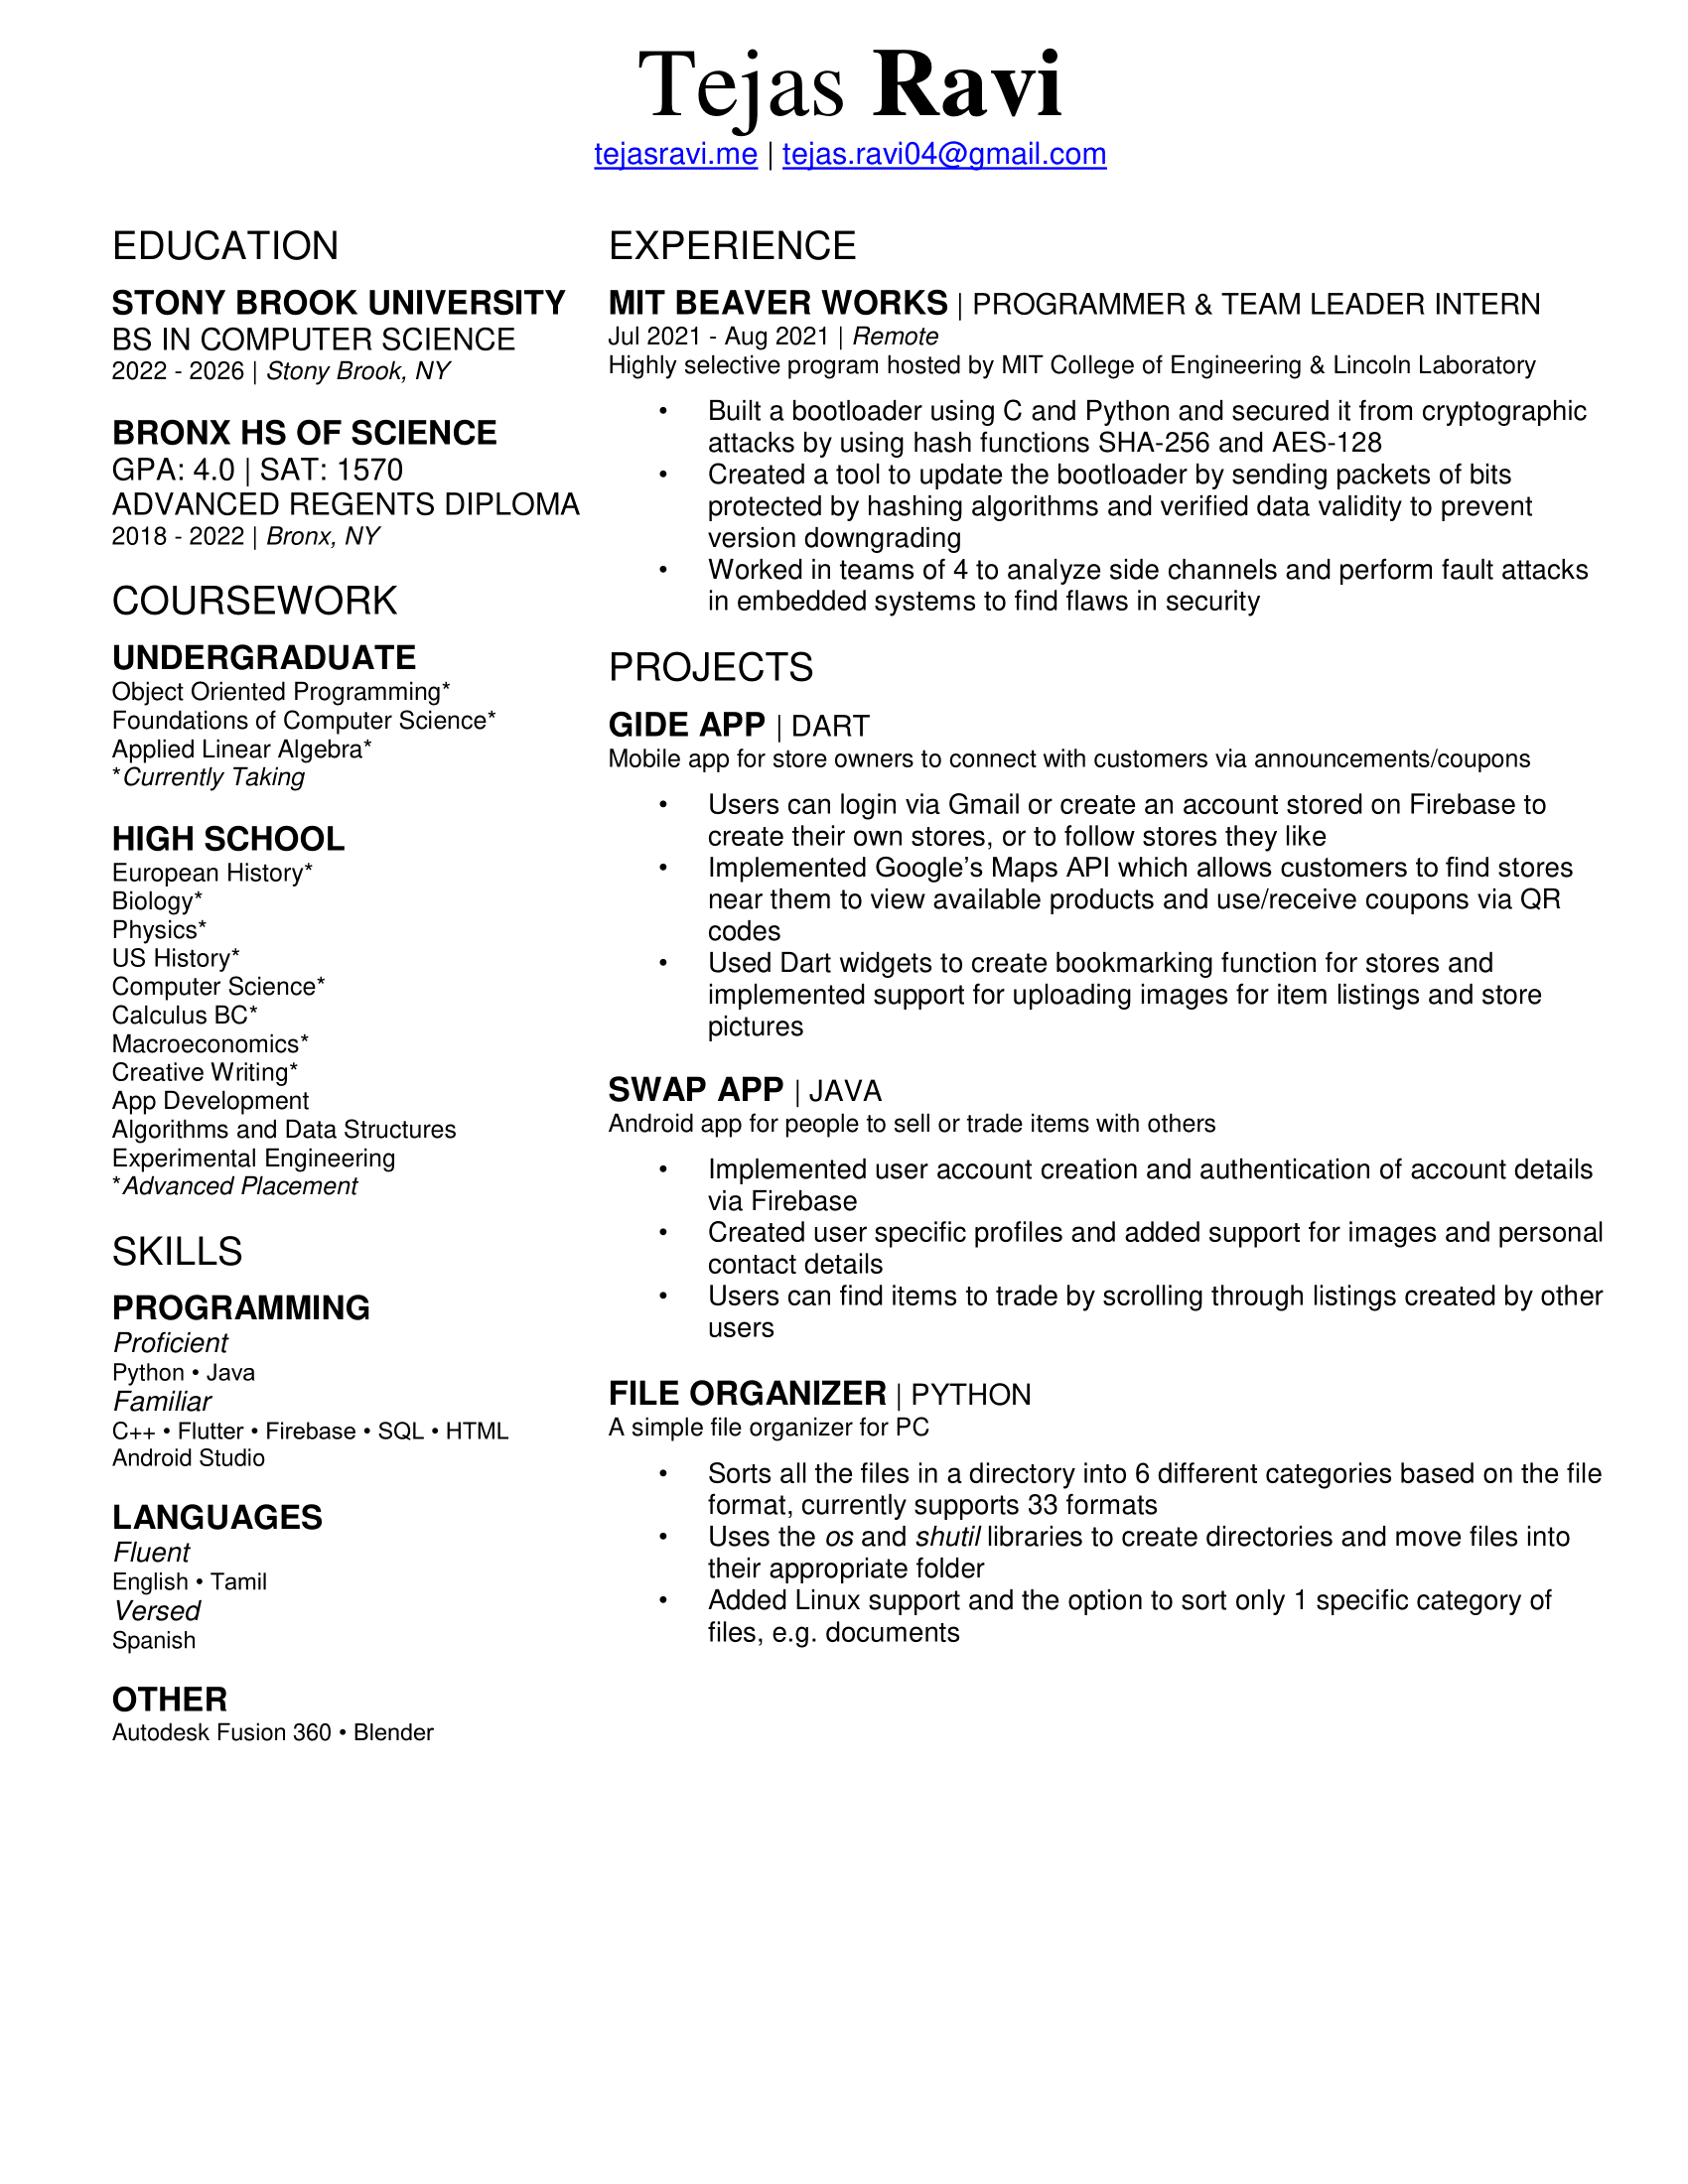 Tejas Ravi
tejasravi.me | tejas.ravi04@gmail.com
EDUCATION
STONY BROOK UNIVERSITY
BS IN COMPUTER SCIENCE
2022 - 2026 | Stony Brook, NY
BRONX HS OF SCIENCE
GPA: 4.0 | SAT: 1570
ADVANCED REGENTS DIPLOMA
2018 - 2022 | Bronx, NY
COURSEWORK
UNDERGRADUATE
Object Oriented Programming*
Foundations of Computer Science*
Applied Linear Algebra*
*Currently Taking
HIGH SCHOOL
European History*
Biology*
Physics*
US History*
Computer Science*
Calculus BC*
Macroeconomics*
Creative Writing*
App Development
Algorithms and Data Structures
Experimental Engineering
*Advanced Placement
SKILLS
PROGRAMMING
Proficient
Python • Java
Familiar
C++ • Flutter • Firebase • SQL • HTML
Android Studio
LANGUAGES
Fluent
English • Tamil
Versed
Spanish
OTHER
Autodesk Fusion 360 • Blender
EXPERIENCE
MIT BEAVER WORKS | PROGRAMMER & TEAM LEADER INTERN
Jul 2021 - Aug 2021 | Remote
Highly selective program hosted by MIT College of Engineering & Lincoln Laboratory
• Built a bootloader using C and Python and secured it from cryptographic
attacks by using hash functions SHA-256 and AES-128
• Created a tool to update the bootloader by sending packets of bits
protected by hashing algorithms and verified data validity to prevent
version downgrading
• Worked in teams of 4 to analyze side channels and perform fault attacks
in embedded systems to find flaws in security
PROJECTS
GIDE APP | DART
Mobile app for store owners to connect with customers via announcements/coupons
• Users can login via Gmail or create an account stored on Firebase to
create their own stores, or to follow stores they like
• Implemented Google’s Maps API which allows customers to find stores
near them to view available products and use/receive coupons via QR
codes
• Used Dart widgets to create bookmarking function for stores and
implemented support for uploading images for item listings and store
pictures
SWAP APP | JAVA
Android app for people to sell or trade items with others
• Implemented user account creation and authentication of account details
via Firebase
• Created user specific profiles and added support for images and personal
contact details
• Users can find items to trade by scrolling through listings created by other
users
FILE ORGANIZER | PYTHON
A simple file organizer for PC
• Sorts all the files in a directory into 6 different categories based on the file
format, currently supports 33 formats
• Uses the os and shutil libraries to create directories and move files into
their appropriate folder
• Added Linux support and the option to sort only 1 specific category of
files, e.g. documents